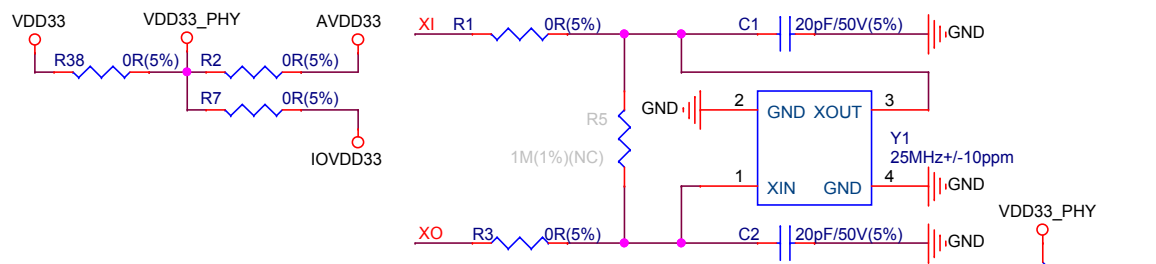 VDD33
VDD33_PHY
AVDD33
R38
0R(5%)
R2
0R(5%)
R7
0R(5%)
IOVDD33
XI
R1
0R(5%)
C1
20pF/50V(5%)
GND
R5
1M(1%)(NC)
GND
2
GND
XOUT
3
Y1
25MHz+/-10ppm
1
XIN
GND
4
GND
XO
R3
0R(5%)
C2
20pF/50V(5%)
GND
VDD33_PHY